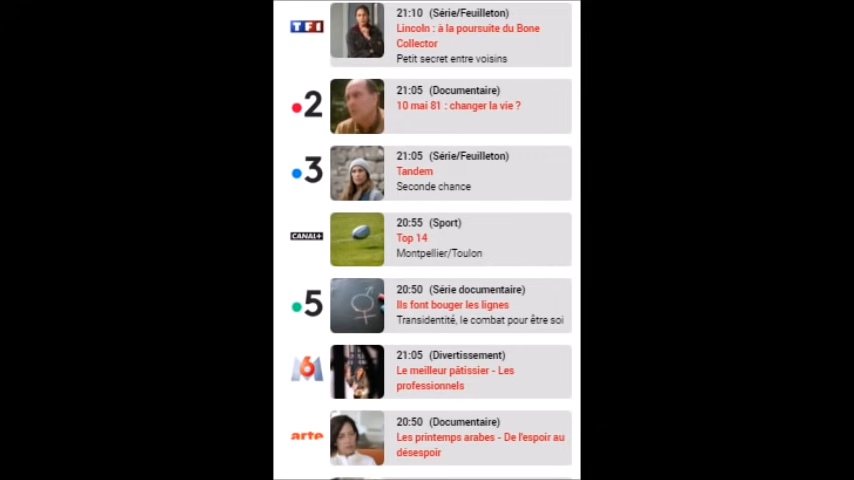 TF1
21:10 (Série/Feuilleton)
Lincoln : à la poursuite du Bone
Collector
Petit secret entre voisins
2
21:05 (Documentaire)
10 mai 81 : changer la vie ?
3
21:05 (Série/Feuilleton)
Tandem
Seconde chance
CANAL+
20:55 (Sport)
Top 14
Montpellier/Toulon
5
20:50 (Série documentaire)
Ils font bouger les lignes
Transidentité, le combat pour être soi
M6
21:05 (Divertissement)
Le meilleur pâtissier - Les
professionnels
arte
20:50 (Documentaire)
Les printemps arabes - De l'espoir au
désespoir